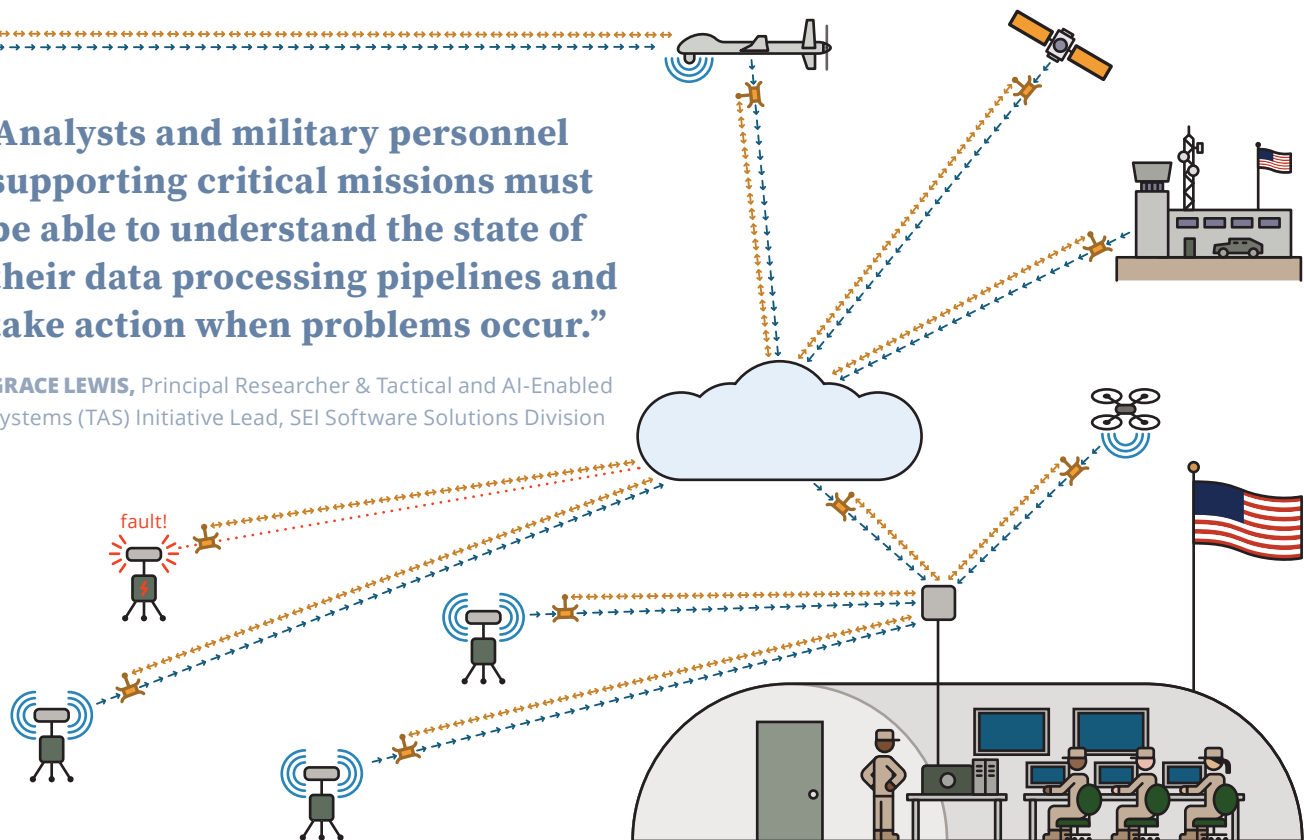 Analysts and military personnel
supporting critical missions must
be able to understand the state of
their data processing pipelines and
take action when problems occur.”
GRACE LEWIS, Principal Researcher & Tactical and AI-Enabled
ystems (TAS) Initiative Lead, SEI Software Solutions Division
fault!